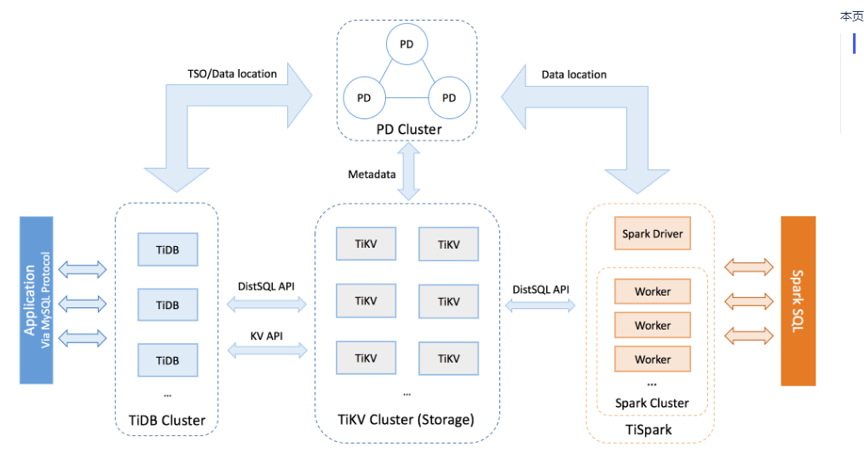 本页
PD
TSO/Data location
Data location
PD
PD
PD Cluster
Metadata
Application
Via MySQL Protocol
TiDB
TiDB
TiDB
...
TiDB Cluster
DistSQL API
KV API
TiKV
TiKV
TiKV
TiKV
TiKV
TiKV
...
TiKV Cluster (Storage)
DistSQL API
Spark Driver
Worker
Worker
Worker
...
Spark Cluster
TiSpark
Spark SQL